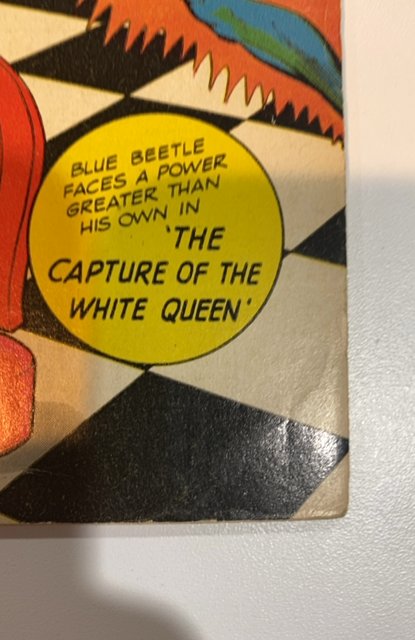 BLUE BEETLE
FACES A POWER
GREATER THAN
HIS OWN IN
'THE
CAPTURE OF THE
WHITE QUEEN'